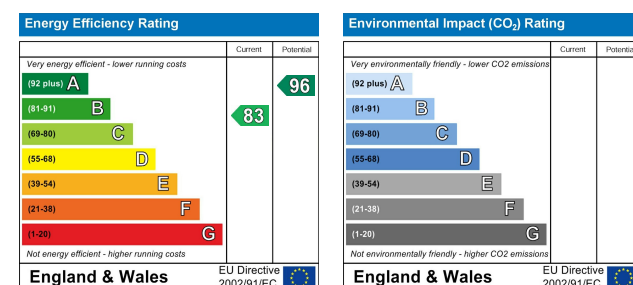 Energy Efficiency Rating
Current Potential
Very energy efficient - lower running costs
(92 plus) A
96
(81-91) B
83
(69-80) C
(55-68) D
(39-54) E
(21-38) F
(1-20) G
Not energy efficient - higher running costs
England & Wales
EU Directive
2002/91/EC
Environmental Impact (CO₂) Rating
Current Potential
Very environmentally friendly - lower CO2 emissions
(92 plus) A
(81-91) B
(69-80) C
(55-68) D
(39-54) E
(21-38) F
(1-20) G
Not environmentally friendly - higher CO2 emissions
England & Wales
EU Directive
2002/91/EC